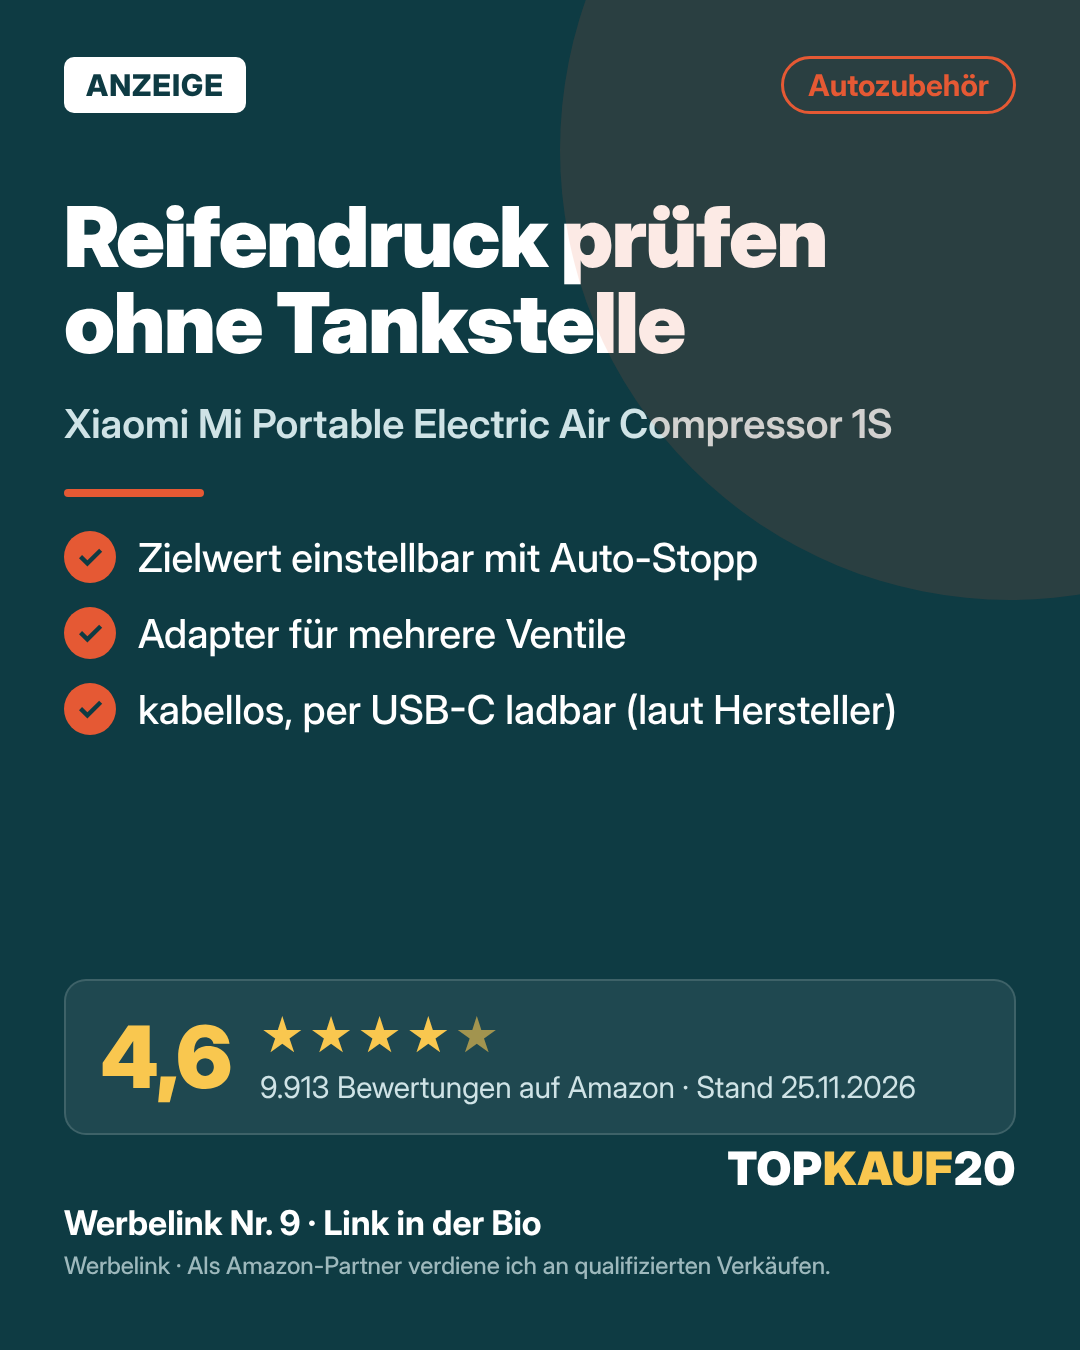 ANZEIGE
Autozubehör
Reifendruck prüfen
ohne Tankstelle
Xiaomi Mi Portable Electric Air Compressor 1S
Zielwert einstellbar mit Auto-Stopp
Adapter für mehrere Ventile
kabellos, per USB-C ladbar (laut Hersteller)
4,6
9.913 Bewertungen auf Amazon · Stand 25.11.2026
TOPKAUF20
Werbelink Nr. 9 · Link in der Bio
Werbelink · Als Amazon-Partner verdiene ich an qualifizierten Verkäufen.